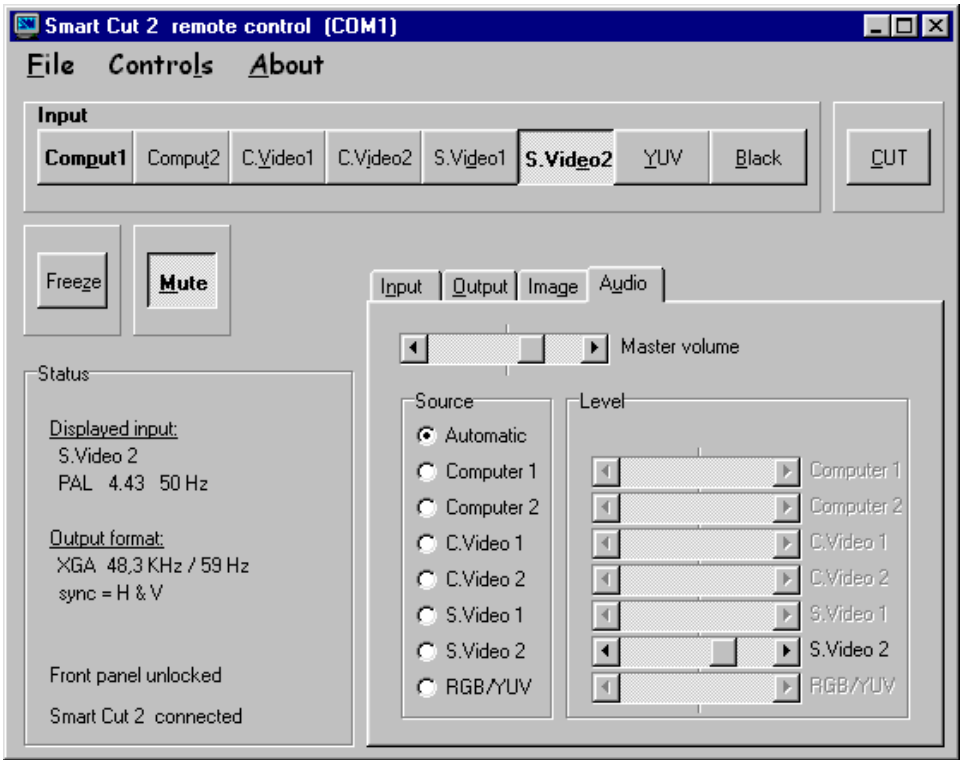 Smart Cut 2 remote control (COM1)
File Controls About
Input
Comput1 Comput2 C.Video1 C.Video2 S.Video1 S.Video2 YUV Black CUT
Freeze Mute
Input Output Image Audio
Master volume
Status
Displayed input:
S.Video 2
PAL 4.43 50 Hz
Output format:
XGA 48,3 KHz / 59 Hz
sync = H & V
Front panel unlocked
Smart Cut 2 connected
Source
Automatic
Computer 1
Computer 2
C.Video 1
C.Video 2
S.Video 1
S.Video 2
RGB/YUV
Level
Computer 1
Computer 2
C.Video 1
C.Video 2
S.Video 1
S.Video 2
RGB/YUV